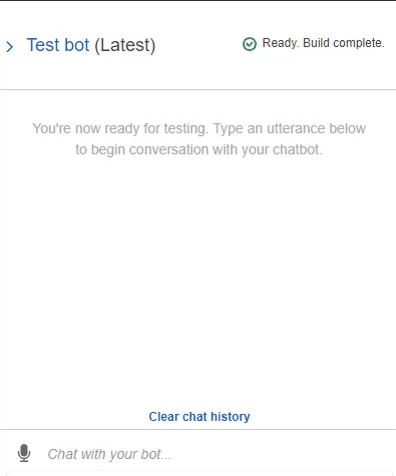 Test bot (Latest)
Ready. Build complete.
You're now ready for testing. Type an utterance below
to begin conversation with your chatbot.
Clear chat history
Chat with your bot...